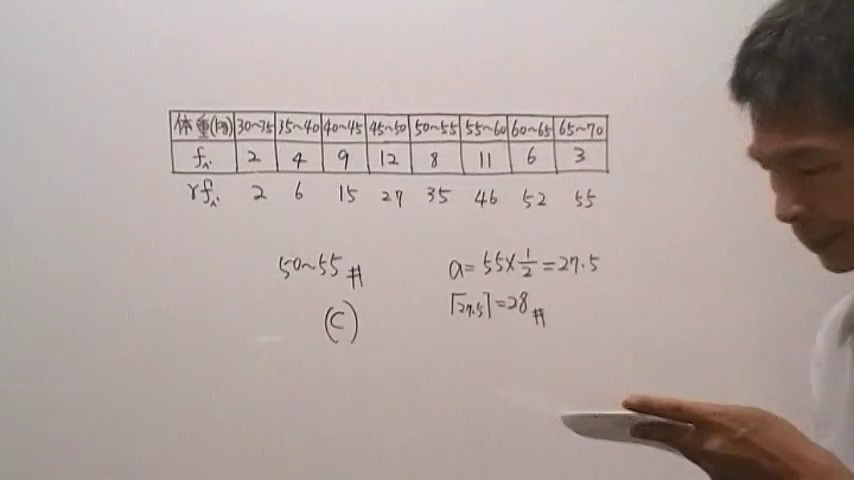 体重(kg) 30~35 35~40 40~45 45~50 50~55 55~60 60~65 65~70
fᵢ 2 4 9 12 8 11 6 3
rfᵢ 2 6 15 27 35 46 52 55
50~55 #
a=55×1/2=27.5
⌈27.5⌉=28 #
(C)